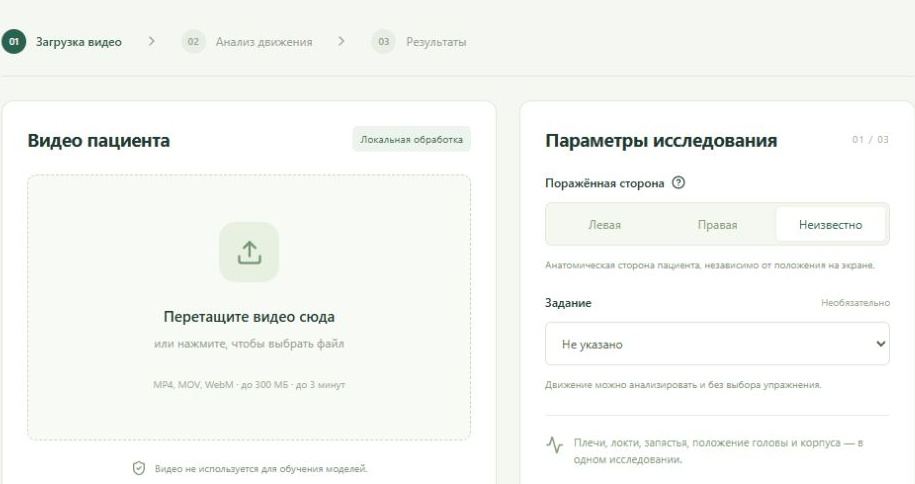 01 Загрузка видео > 02 Анализ движения > 03 Результаты
Видео пациента
Локальная обработка
Перетащите видео сюда
или нажмите, чтобы выбрать файл
MP4, MOV, WebM · до 300 МБ · до 3 минут
Видео не используется для обучения моделей.
Параметры исследования
01 / 03
Поражённая сторона
Левая Правая Неизвестно
Анатомическая сторона пациента, независимо от положения на экране.
Задание
Необязательно
Не указано
Движение можно анализировать и без выбора упражнения.
Плечи, локти, запястья, положение головы и корпуса — в
одном исследовании.